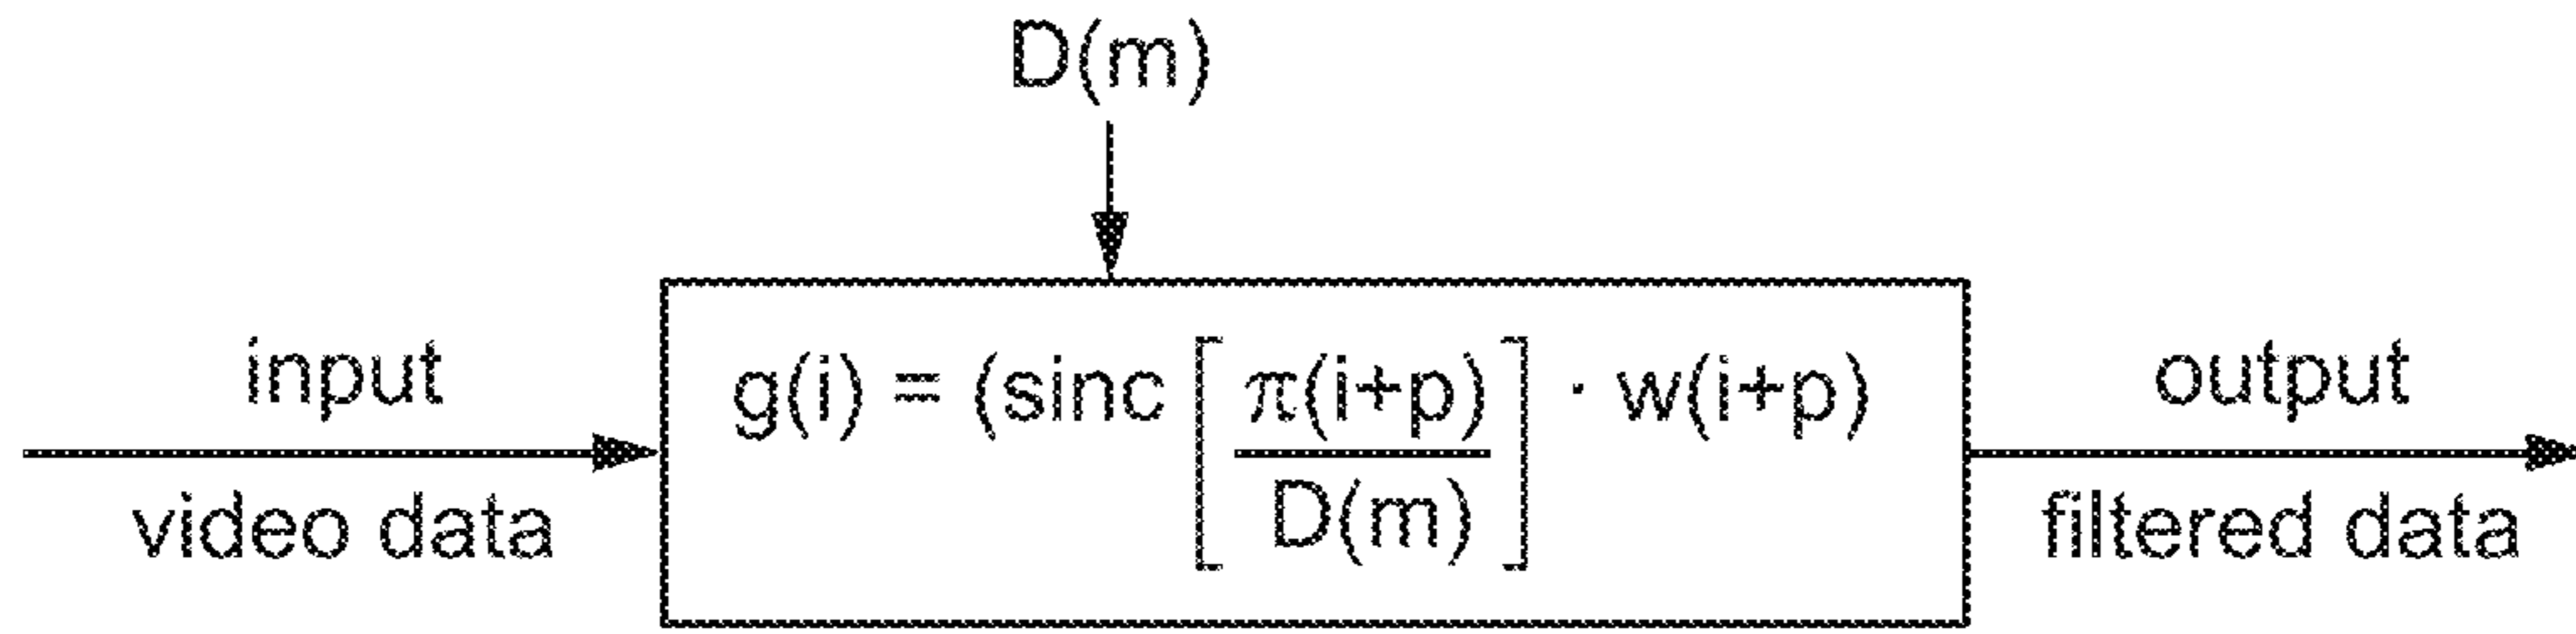 D(m)
input
video data
g(i) = (sinc [ π(i+p) / D(m) ] · w(i+p)
output
filtered data